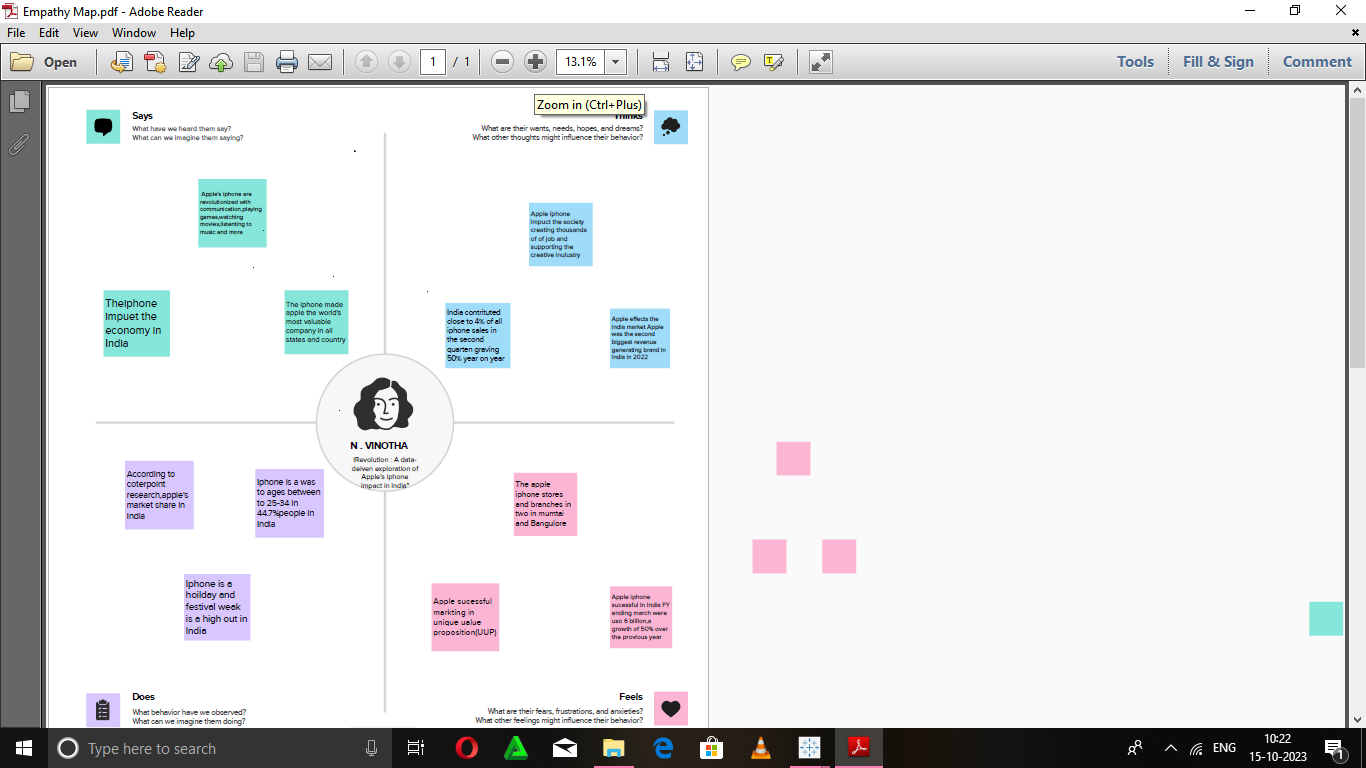 Empathy Map.pdf - Adobe Reader
File Edit View Window Help
Open
1 / 1
13.1%
Tools
Fill & Sign
Comment
Zoom in (Ctrl+Plus)
Says
What have we heard them say?
What can we imagine them saying?
Thinks
What are their wants, needs, hopes, and dreams?
What other thoughts might influence their behavior?
Apple's iphone are
revolutionized with
communication,playing
games,watching
movies,listenting to
music and more
TheIphone
impuet the
economy in
India
The iphone made
apple the world's
most valuable
company in all
states and country
Apple iphone
impuct the society
creating thousands
of of job and
supporting the
creative inulustry
India contrituted
close to 4% of all
iphone sales in
the second
quarten graving
50% year on year
Apple effects the
India market Apple
was the second
biggest revenue
generating brand in
India in 2022
N . VINOTHA
IRevolution : A data-
deiven exploration of
Apple's iphone
impact in India"
According to
coterpoint
research,apple's
market share in
India
Iphone is a was
to ages between
to 25-34 in
44.7%people in
India
Iphone is a
hoilday and
festival weak
is a high out in
India
The apple
iphone stores
and branches in
two in mumtai
and Bangulore
Apple sucessful
markting in
unique ualue
proposition(UUP)
Apple iphone
sucessful in India FY
ending march were
uso 6 billion,a
growth of 50% over
the provious year
Does
What behavior have we observed?
What can we imagine them doing?
Feels
What are their fears, frustrations, and anxieties?
What other feelings might influence their behavior?
Type here to search
ENG
10:22
15-10-2023
1